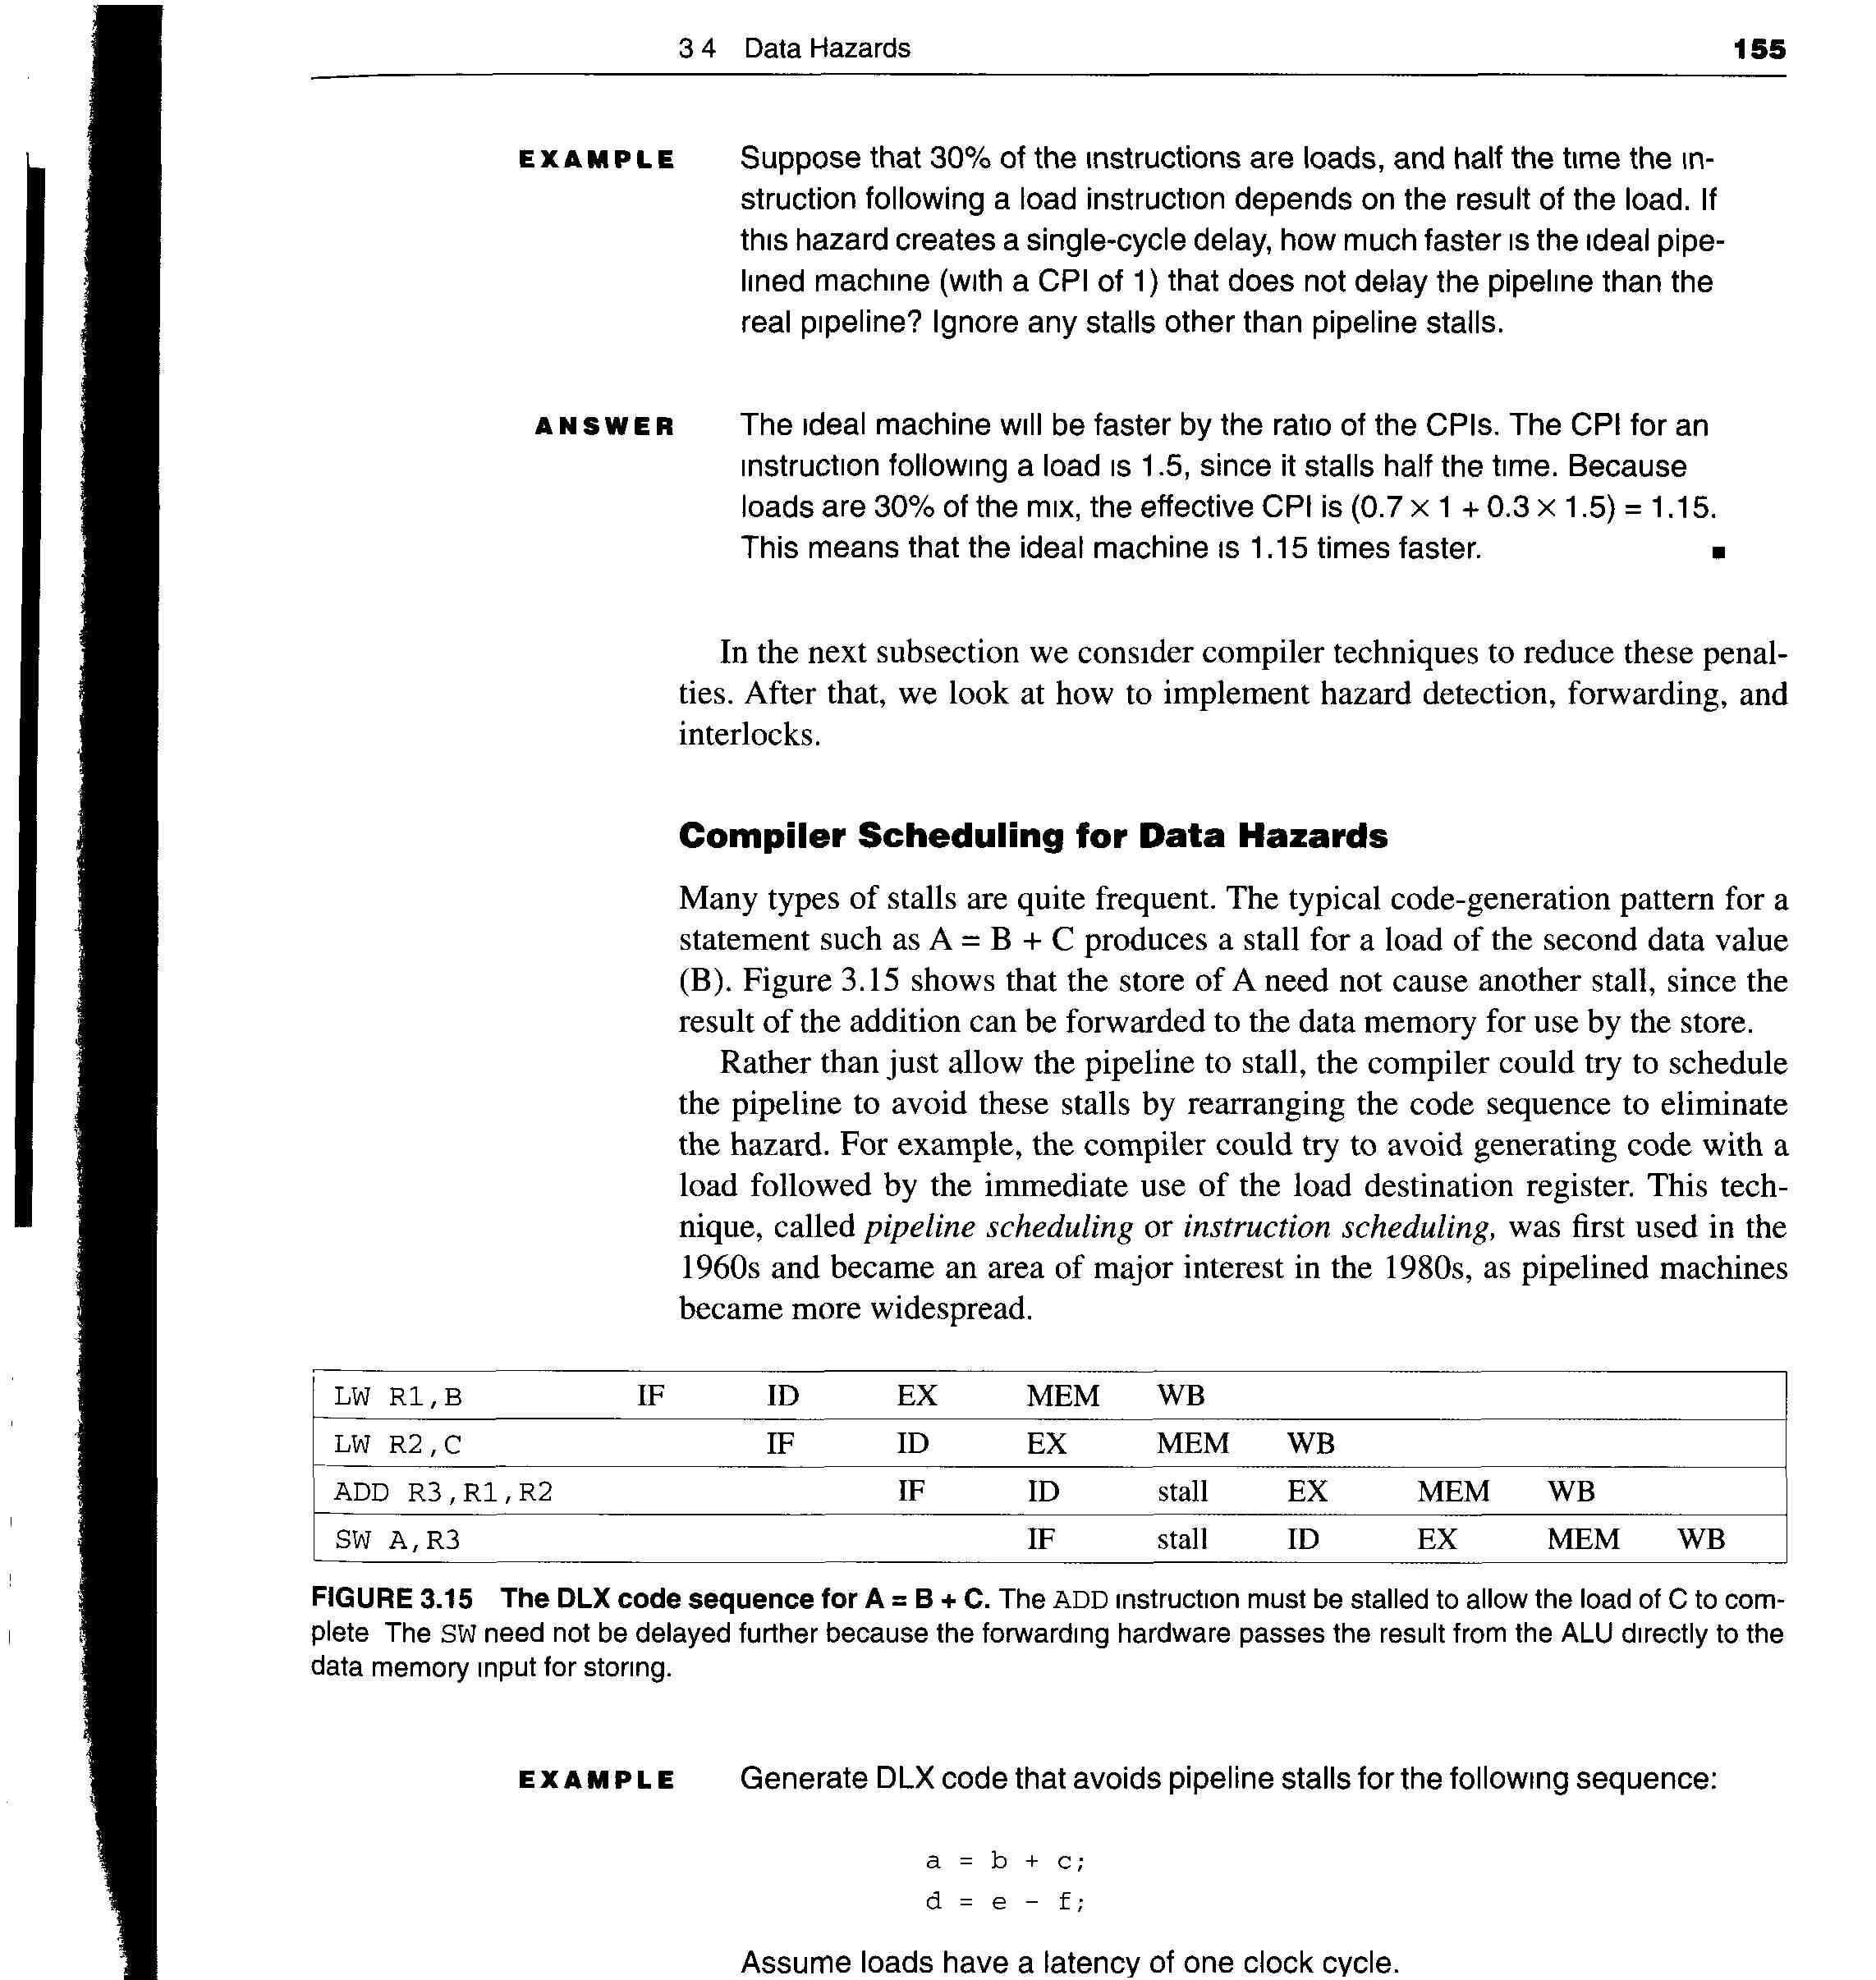 3 4 Data Hazards 155
EXAMPLE Suppose that 30% of the instructions are loads, and half the time the in-
struction following a load instruction depends on the result of the load. If
this hazard creates a single-cycle delay, how much faster is the ideal pipe-
lined machine (with a CPI of 1) that does not delay the pipeline than the
real pipeline? Ignore any stalls other than pipeline stalls.
ANSWER The ideal machine will be faster by the ratio of the CPIs. The CPI for an
instruction following a load is 1.5, since it stalls half the time. Because
loads are 30% of the mix, the effective CPI is (0.7 × 1 + 0.3 × 1.5) = 1.15.
This means that the ideal machine is 1.15 times faster. ■
In the next subsection we consider compiler techniques to reduce these penal-
ties. After that, we look at how to implement hazard detection, forwarding, and
interlocks.
Compiler Scheduling for Data Hazards
Many types of stalls are quite frequent. The typical code-generation pattern for a
statement such as A = B + C produces a stall for a load of the second data value
(B). Figure 3.15 shows that the store of A need not cause another stall, since the
result of the addition can be forwarded to the data memory for use by the store.
Rather than just allow the pipeline to stall, the compiler could try to schedule
the pipeline to avoid these stalls by rearranging the code sequence to eliminate
the hazard. For example, the compiler could try to avoid generating code with a
load followed by the immediate use of the load destination register. This tech-
nique, called pipeline scheduling or instruction scheduling, was first used in the
1960s and became an area of major interest in the 1980s, as pipelined machines
became more widespread.
LW R1,B IF ID EX MEM WB
LW R2,C IF ID EX MEM WB
ADD R3,R1,R2 IF ID stall EX MEM WB
SW A,R3 IF stall ID EX MEM WB
FIGURE 3.15 The DLX code sequence for A = B + C. The ADD instruction must be stalled to allow the load of C to com-
plete The SW need not be delayed further because the forwarding hardware passes the result from the ALU directly to the
data memory input for storing.
EXAMPLE Generate DLX code that avoids pipeline stalls for the following sequence:
a = b + c;
d = e - f;
Assume loads have a latency of one clock cycle.